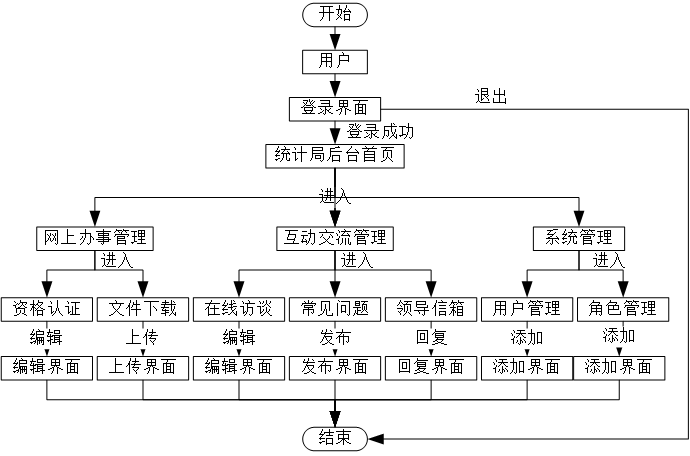 开始
用户
登录界面
退出
登录成功
统计局后台首页
进入
网上办事管理
互动交流管理
系统管理
进入
进入
进入
资格认证
文件下载
在线访谈
常见问题
领导信箱
用户管理
角色管理
编辑
上传
编辑
发布
回复
添加
添加
编辑界面
上传界面
编辑界面
发布界面
回复界面
添加界面
添加界面
结束